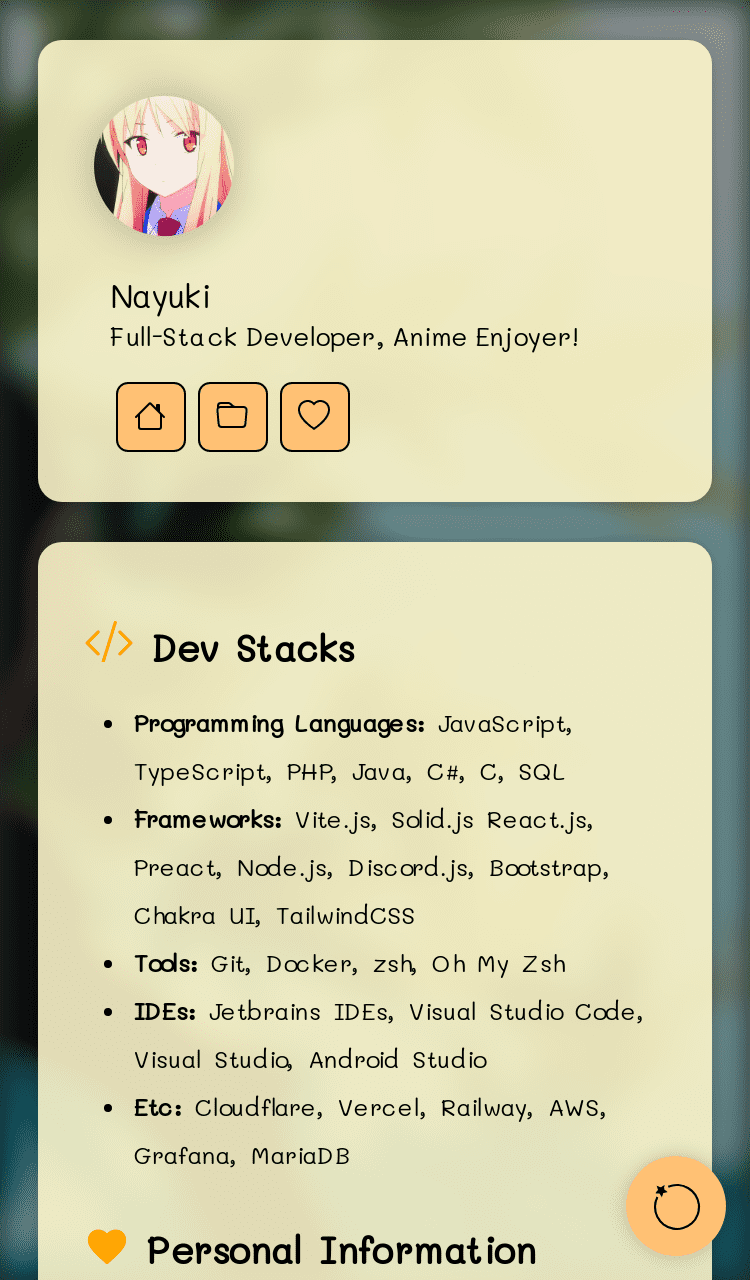 Nayuki
Full-Stack Developer, Anime Enjoyer!
Dev Stacks
Programming Languages: JavaScript,
TypeScript, PHP, Java, C#, C, SQL
Frameworks: Vite.js, Solid.js React.js,
Preact, Node.js, Discord.js, Bootstrap,
Chakra UI, TailwindCSS
Tools: Git, Docker, zsh, Oh My Zsh
IDEs: Jetbrains IDEs, Visual Studio Code,
Visual Studio, Android Studio
Etc: Cloudflare, Vercel, Railway, AWS,
Grafana, MariaDB
Personal Information